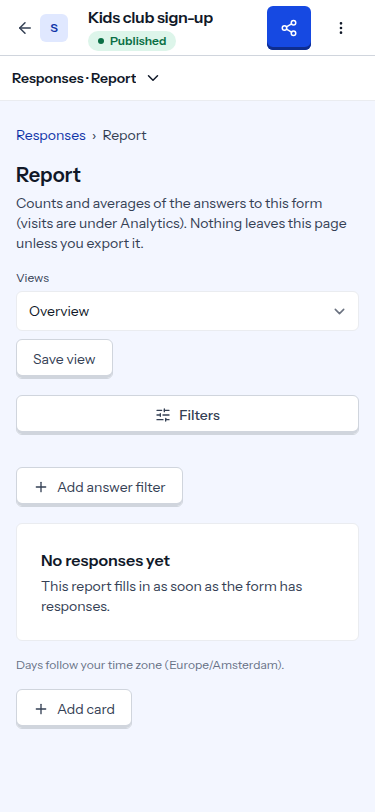 S
Kids club sign-up
Published
Responses · Report
Responses › Report
Report
Counts and averages of the answers to this form
(visits are under Analytics). Nothing leaves this page
unless you export it.
Views
Overview
Save view
Filters
Add answer filter
No responses yet
This report fills in as soon as the form has
responses.
Days follow your time zone (Europe/Amsterdam).
Add card